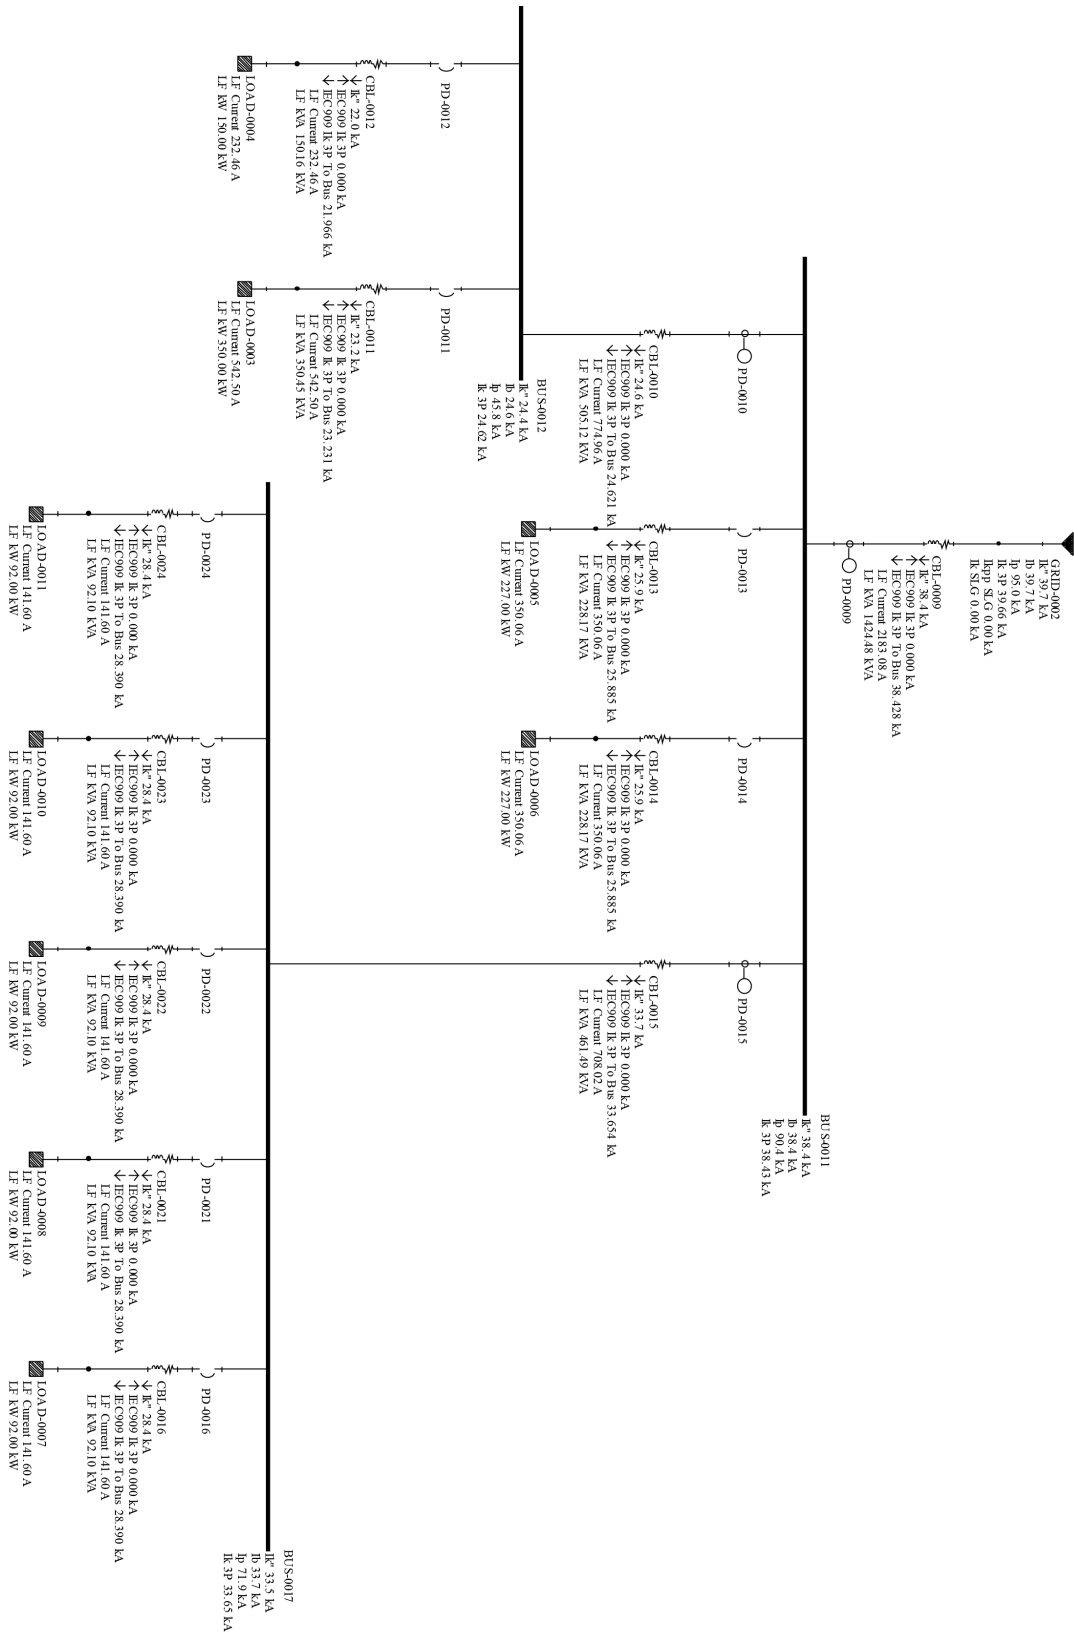 GRID-0002
Ik" 39.7 kA
Ib 39.7 kA
Ip 95.0 kA
Ik 3P 39.66 kA
Ikpp SLG 0.00 kA
Ik SLG 0.00 kA
CBL-0009
↓ Ik" 38.4 kA
↑ IEC909 Ik 3P 0.000 kA
↓ IEC909 Ik 3P To Bus 38.428 kA
LF Current 2183.08 A
LF kVA 1424.48 kVA
PD-0009
BUS-0011
Ik" 38.4 kA
Ib 38.4 kA
Ip 90.4 kA
Ik 3P 38.43 kA
PD-0010
CBL-0010
↓ Ik" 24.6 kA
↑ IEC909 Ik 3P 0.000 kA
↓ IEC909 Ik 3P To Bus 24.621 kA
LF Current 774.96 A
LF kVA 505.12 kVA
PD-0013
CBL-0013
↓ Ik" 25.9 kA
↑ IEC909 Ik 3P 0.000 kA
↓ IEC909 Ik 3P To Bus 25.885 kA
LF Current 350.06 A
LF kVA 228.17 kVA
LOAD-0005
LF Current 350.06 A
LF kW 227.00 kW
PD-0014
CBL-0014
↓ Ik" 25.9 kA
↑ IEC909 Ik 3P 0.000 kA
↓ IEC909 Ik 3P To Bus 25.885 kA
LF Current 350.06 A
LF kVA 228.17 kVA
LOAD-0006
LF Current 350.06 A
LF kW 227.00 kW
PD-0015
CBL-0015
↓ Ik" 33.7 kA
↑ IEC909 Ik 3P 0.000 kA
↓ IEC909 Ik 3P To Bus 33.654 kA
LF Current 708.02 A
LF kVA 461.49 kVA
BUS-0012
Ik" 24.4 kA
Ib 24.6 kA
Ip 45.8 kA
Ik 3P 24.62 kA
PD-0012
CBL-0012
↓ Ik" 22.0 kA
↑ IEC909 Ik 3P 0.000 kA
↓ IEC909 Ik 3P To Bus 21.966 kA
LF Current 232.46 A
LF kVA 150.16 kVA
LOAD-0004
LF Current 232.46 A
LF kW 150.00 kW
PD-0011
CBL-0011
↓ Ik" 23.2 kA
↑ IEC909 Ik 3P 0.000 kA
↓ IEC909 Ik 3P To Bus 23.231 kA
LF Current 542.50 A
LF kVA 350.45 kVA
LOAD-0003
LF Current 542.50 A
LF kW 350.00 kW
BUS-0017
Ik" 33.5 kA
Ib 33.7 kA
Ip 71.9 kA
Ik 3P 33.65 kA
PD-0024
CBL-0024
↓ Ik" 28.4 kA
↑ IEC909 Ik 3P 0.000 kA
↓ IEC909 Ik 3P To Bus 28.390 kA
LF Current 141.60 A
LF kVA 92.10 kVA
LOAD-0011
LF Current 141.60 A
LF kW 92.00 kW
PD-0023
CBL-0023
↓ Ik" 28.4 kA
↑ IEC909 Ik 3P 0.000 kA
↓ IEC909 Ik 3P To Bus 28.390 kA
LF Current 141.60 A
LF kVA 92.10 kVA
LOAD-0010
LF Current 141.60 A
LF kW 92.00 kW
PD-0022
CBL-0022
↓ Ik" 28.4 kA
↑ IEC909 Ik 3P 0.000 kA
↓ IEC909 Ik 3P To Bus 28.390 kA
LF Current 141.60 A
LF kVA 92.10 kVA
LOAD-0009
LF Current 141.60 A
LF kW 92.00 kW
PD-0021
CBL-0021
↓ Ik" 28.4 kA
↑ IEC909 Ik 3P 0.000 kA
↓ IEC909 Ik 3P To Bus 28.390 kA
LF Current 141.60 A
LF kVA 92.10 kVA
LOAD-0008
LF Current 141.60 A
LF kW 92.00 kW
PD-0016
CBL-0016
↓ Ik" 28.4 kA
↑ IEC909 Ik 3P 0.000 kA
↓ IEC909 Ik 3P To Bus 28.390 kA
LF Current 141.60 A
LF kVA 92.10 kVA
LOAD-0007
LF Current 141.60 A
LF kW 92.00 kW